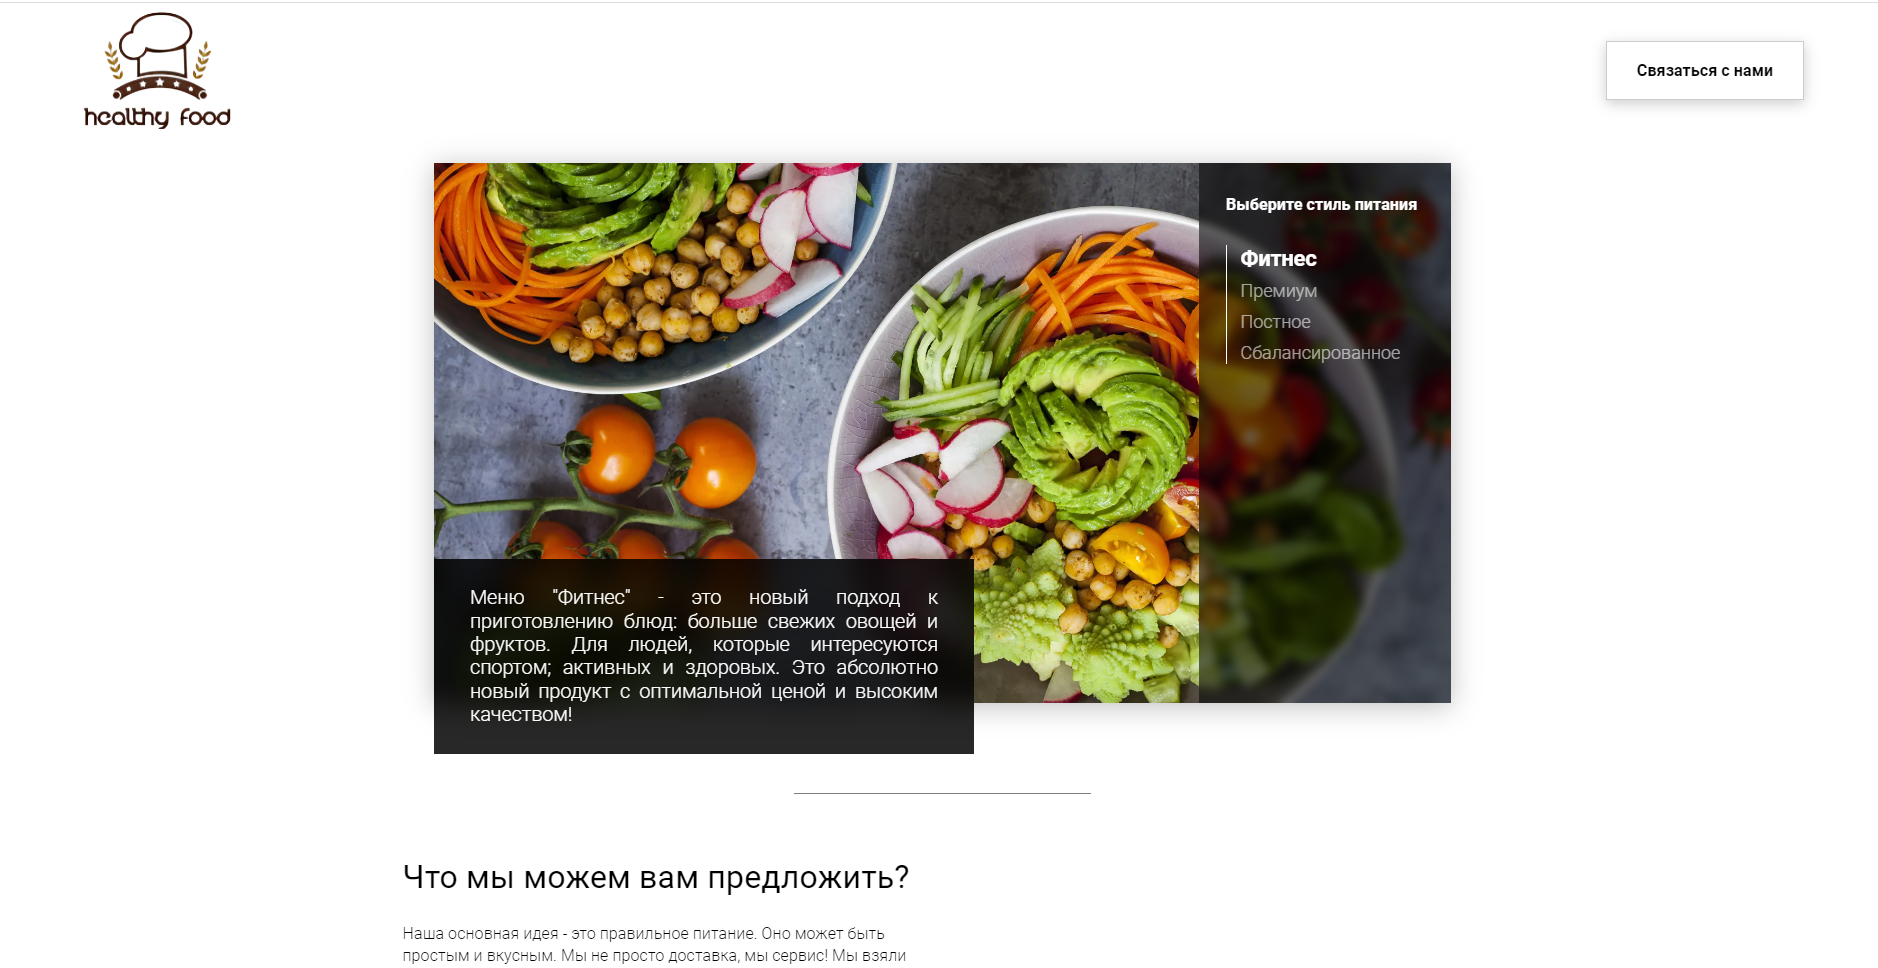 healthy food
Связаться с нами
Выберите стиль питания
Фитнес
Премиум
Постное
Сбалансированное
Меню "Фитнес" - это новый подход к
приготовлению блюд: больше свежих овощей и
фруктов. Для людей, которые интересуются
спортом; активных и здоровых. Это абсолютно
новый продукт с оптимальной ценой и высоким
качеством!
Что мы можем вам предложить?
Наша основная идея - это правильное питание. Оно может быть
простым и вкусным. Мы не просто доставка, мы сервис! Мы взяли